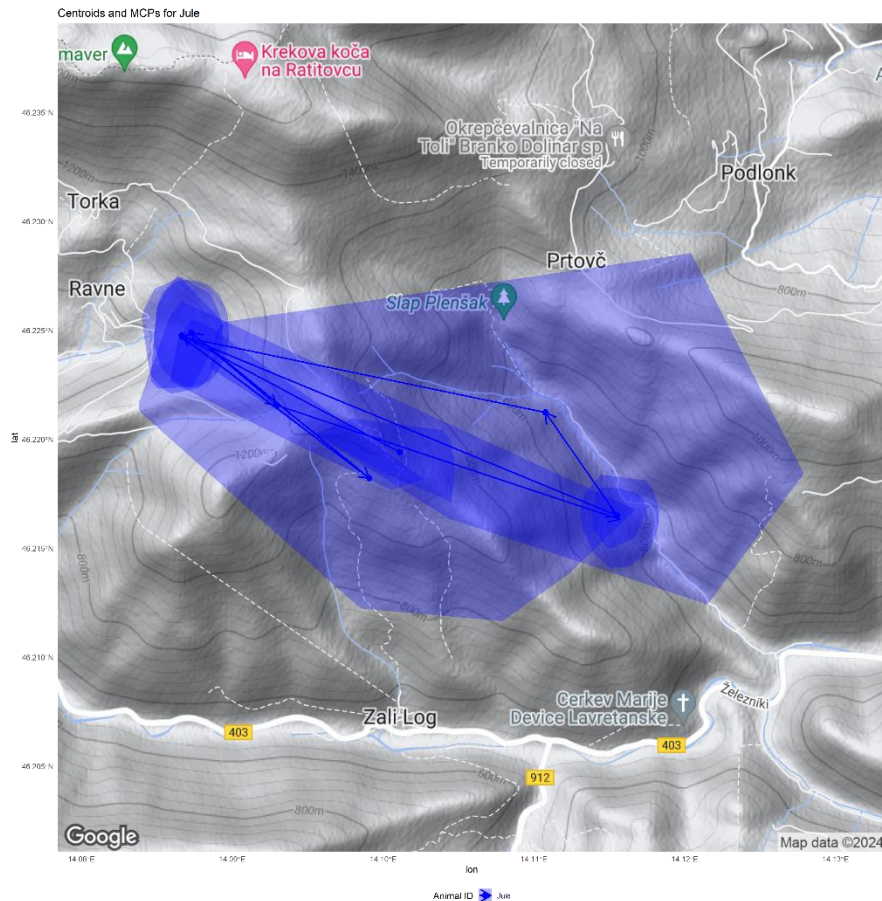 Centroids and MCPs for Jule
maver
Krekova koča
na Ratitovcu
Okrepčevalnica "Na
Toli" Branko Dolinar sp
Temporarily closed
Podlonk
Torka
Prtovč
Ravne
Slap Plenšak
Zali Log
Cerkev Marije
Device Lavretanske...
Železniki
403
403
912
1200m
1400m
1000m
800m
1200m
1000m
800m
800m
800m
600m
800m
Google
Map data ©2024
46.235°N
46.230°N
46.225°N
46.220°N
46.215°N
46.210°N
46.205°N
lat
14.08°E
14.09°E
14.10°E
14.11°E
14.12°E
14.13°E
lon
Animal ID
Jule